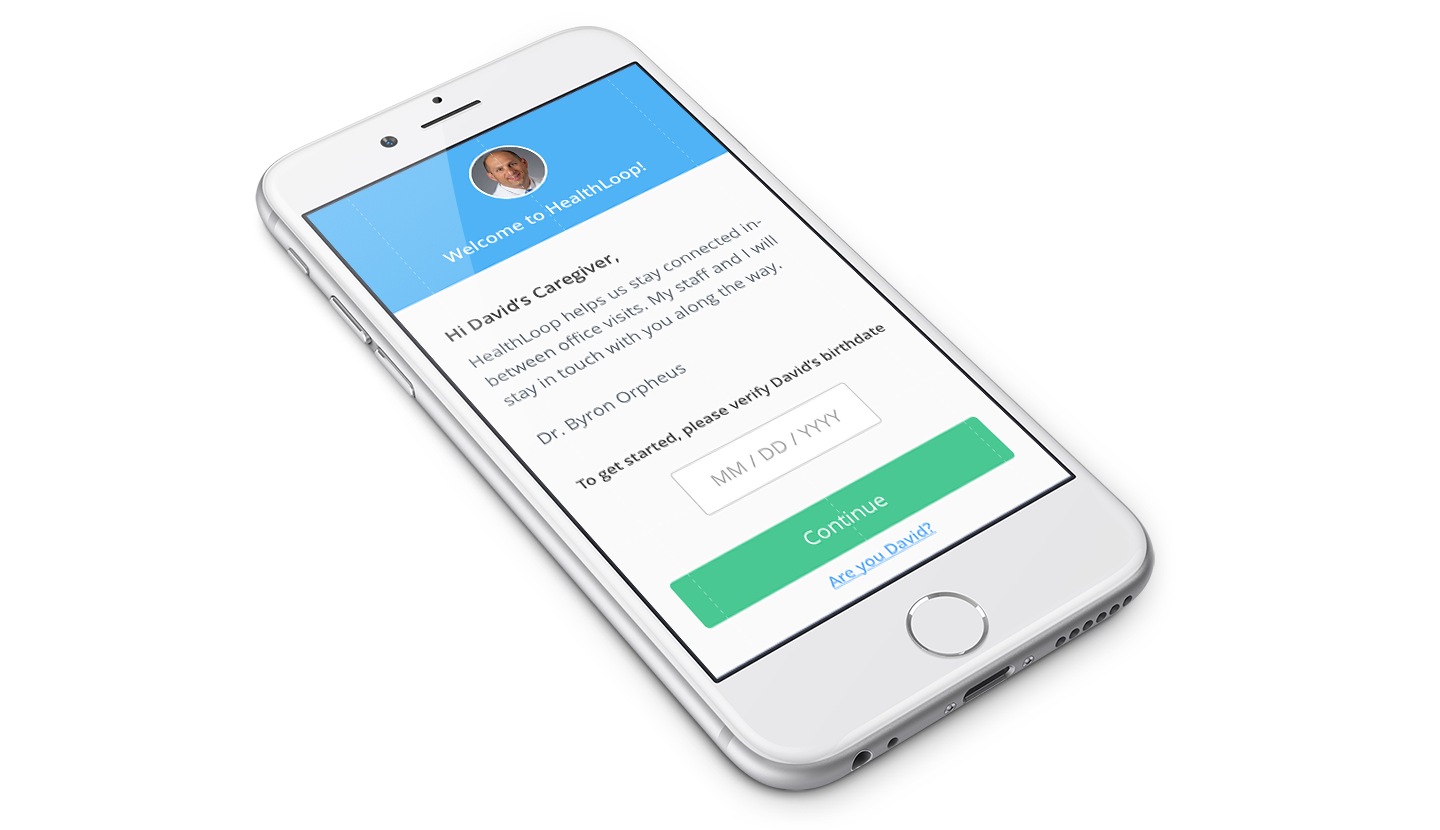 Welcome to HealthLoop!
Hi David's Caregiver,
HealthLoop helps us stay connected in-
between office visits. My staff and I will
stay in touch with you along the way.
Dr. Byron Orpheus
To get started, please verify David's birthdate
MM / DD / YYYY
Continue
Are you David?